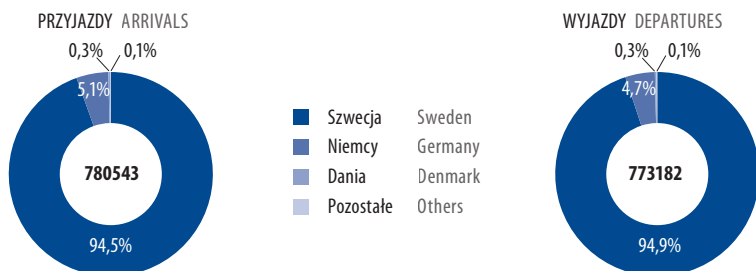 PRZYJAZDY ARRIVALS
0,3% 0,1%
5,1%
780543
94,5%
Szwecja Sweden
Niemcy Germany
Dania Denmark
Pozostałe Others
WYJAZDY DEPARTURES
0,3% 0,1%
4,7%
773182
94,9%